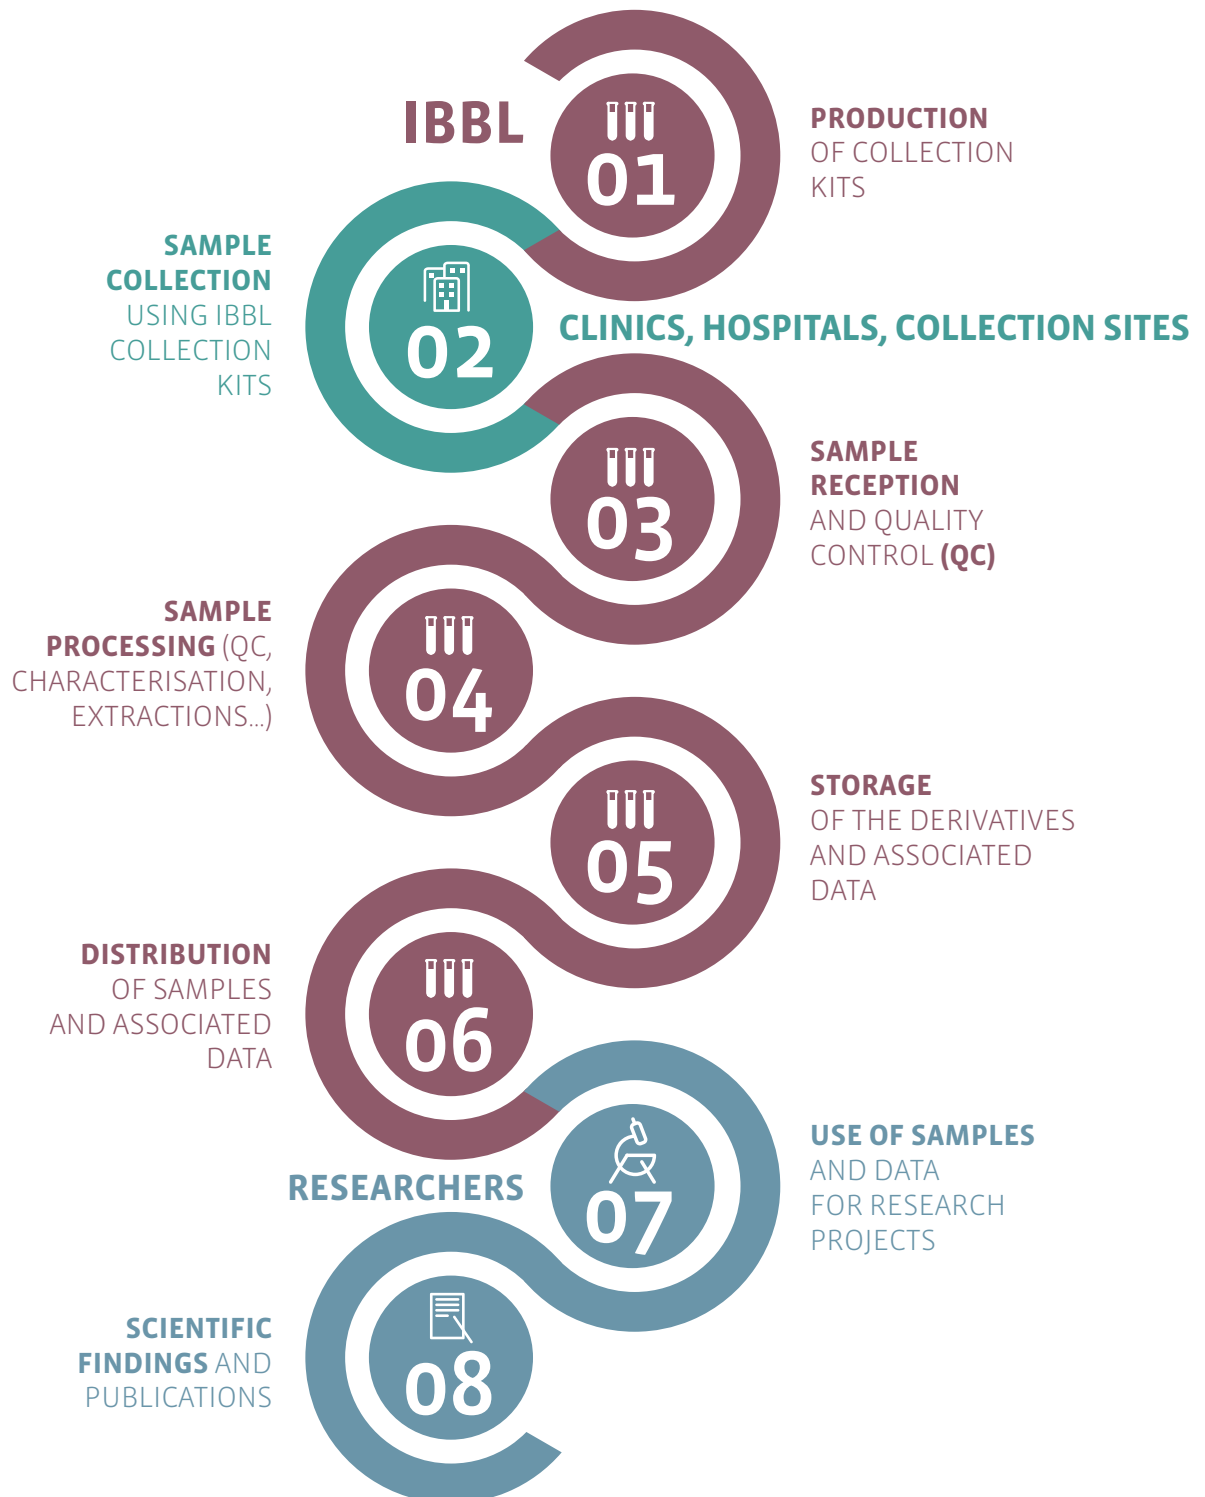 IBBL
01
PRODUCTION
OF COLLECTION
KITS
SAMPLE
COLLECTION
USING IBBL
COLLECTION
KITS
02
CLINICS, HOSPITALS, COLLECTION SITES
03
SAMPLE
RECEPTION
AND QUALITY
CONTROL (QC)
SAMPLE
PROCESSING (QC,
CHARACTERISATION,
EXTRACTIONS...)
04
05
STORAGE
OF THE DERIVATIVES
AND ASSOCIATED
DATA
DISTRIBUTION
OF SAMPLES
AND ASSOCIATED
DATA
06
RESEARCHERS
07
USE OF SAMPLES
AND DATA
FOR RESEARCH
PROJECTS
SCIENTIFIC
FINDINGS AND
PUBLICATIONS
08